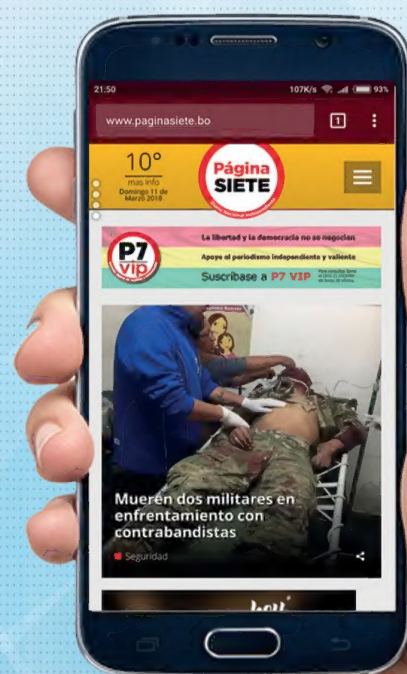 21:50
107K/s
93%
www.paginasiete.bo
1
10°
mas info
Domingo 11 de
Marzo 2018
Página
SIETE
P7
vip
La libertad y la democracia no se negocian
Apoye al periodismo independiente y valiente
Suscríbase a P7 VIP
Mueren dos militares en
enfrentamiento con
contrabandistas
Seguridad
hoy